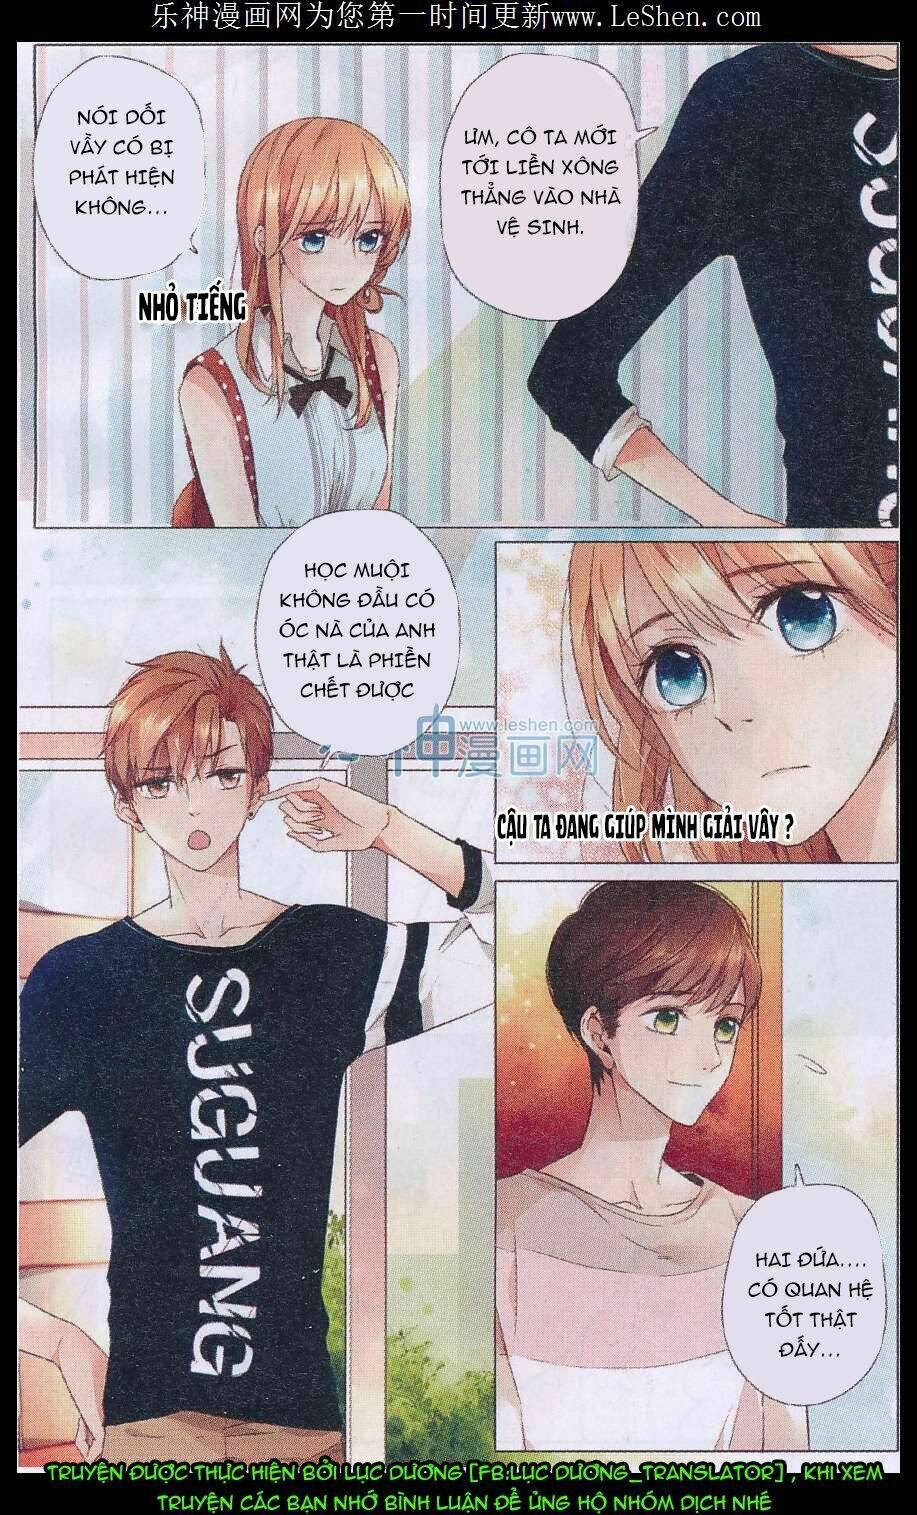 乐神漫画网为您第一时间更新www.LeShen.com
NÓI DỐI
VẦY CÓ BỊ
PHÁT HIỆN
KHÔNG...
NHỎ TIẾNG
ƯM, CÔ TA MỚI
TỚI LIỀN XÔNG
THẲNG VÀO NHÀ
VỆ SINH.
HỌC MUỘI
KHÔNG ĐẦU CÓ
ÓC NÀ CỦA ANH
THẬT LÀ PHIỀN
CHẾT ĐƯỢC
www.leshen.com
神漫画网
CẬU TA ĐANG GIÚP MÌNH GIẢI VÂY ?
SUGUANG
HAI ĐỨA....
CÓ QUAN HỆ
TỐT THẬT
ĐẤY...
TRUYỆN ĐƯỢC THỰC HIỆN BỞI LỤC DƯƠNG [FB:LỤC DƯƠNG_TRANSLATOR] , KHI XEM
TRUYỆN CÁC BẠN NHỚ BÌNH LUẬN ĐỂ ỦNG HỘ NHÓM DỊCH NHÉ